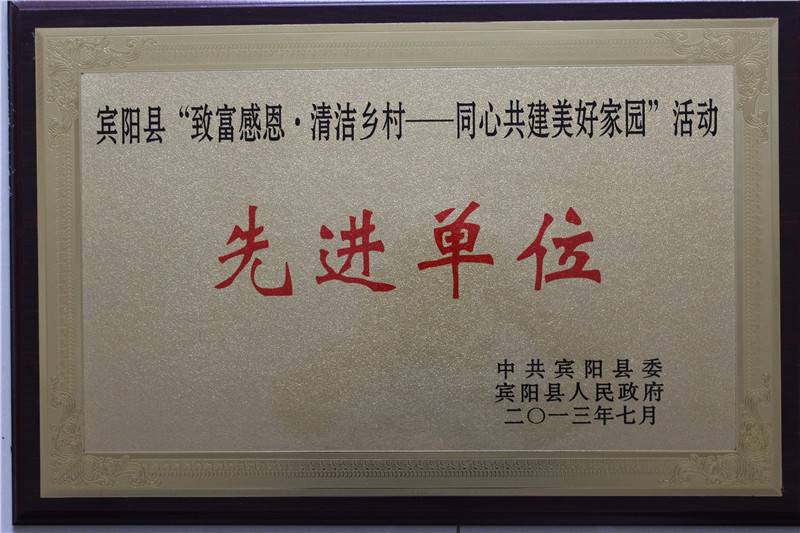 宾阳县“致富感恩·清洁乡村——同心共建美好家园”活动
先进单位
中共宾阳县委
宾阳县人民政府
二〇一三年七月